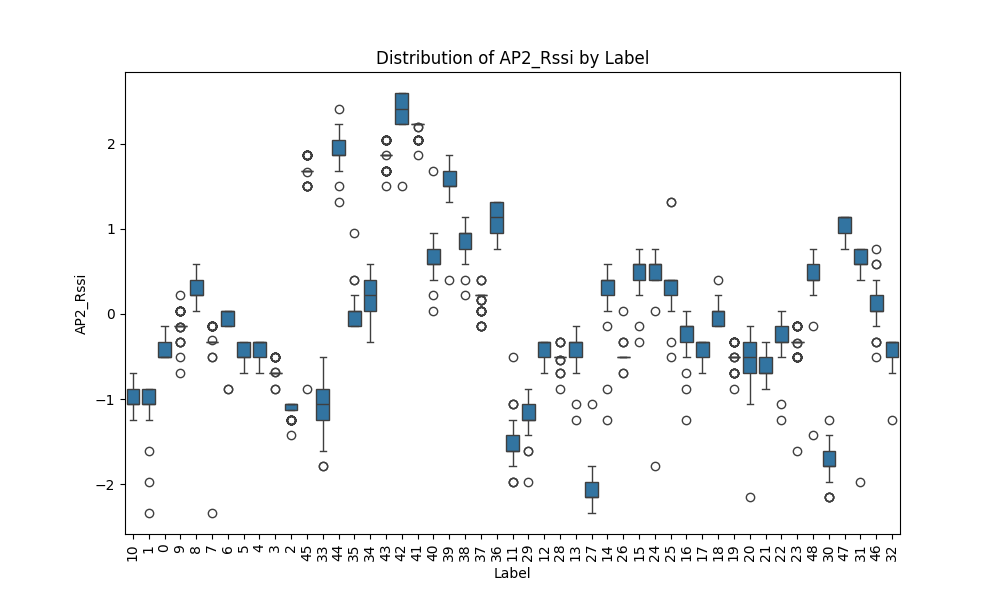 Distribution of AP2_Rssi by Label
AP2_Rssi
2
1
0
−1
−2
10 1 0 9 8 7 6 5 4 3 2 45 33 44 35 34 43 42 41 40 39 38 37 36 11 29 12 28 13 27 14 26 15 24 25 16 17 18 19 20 21 22 23 48 30 47 31 46 32
Label